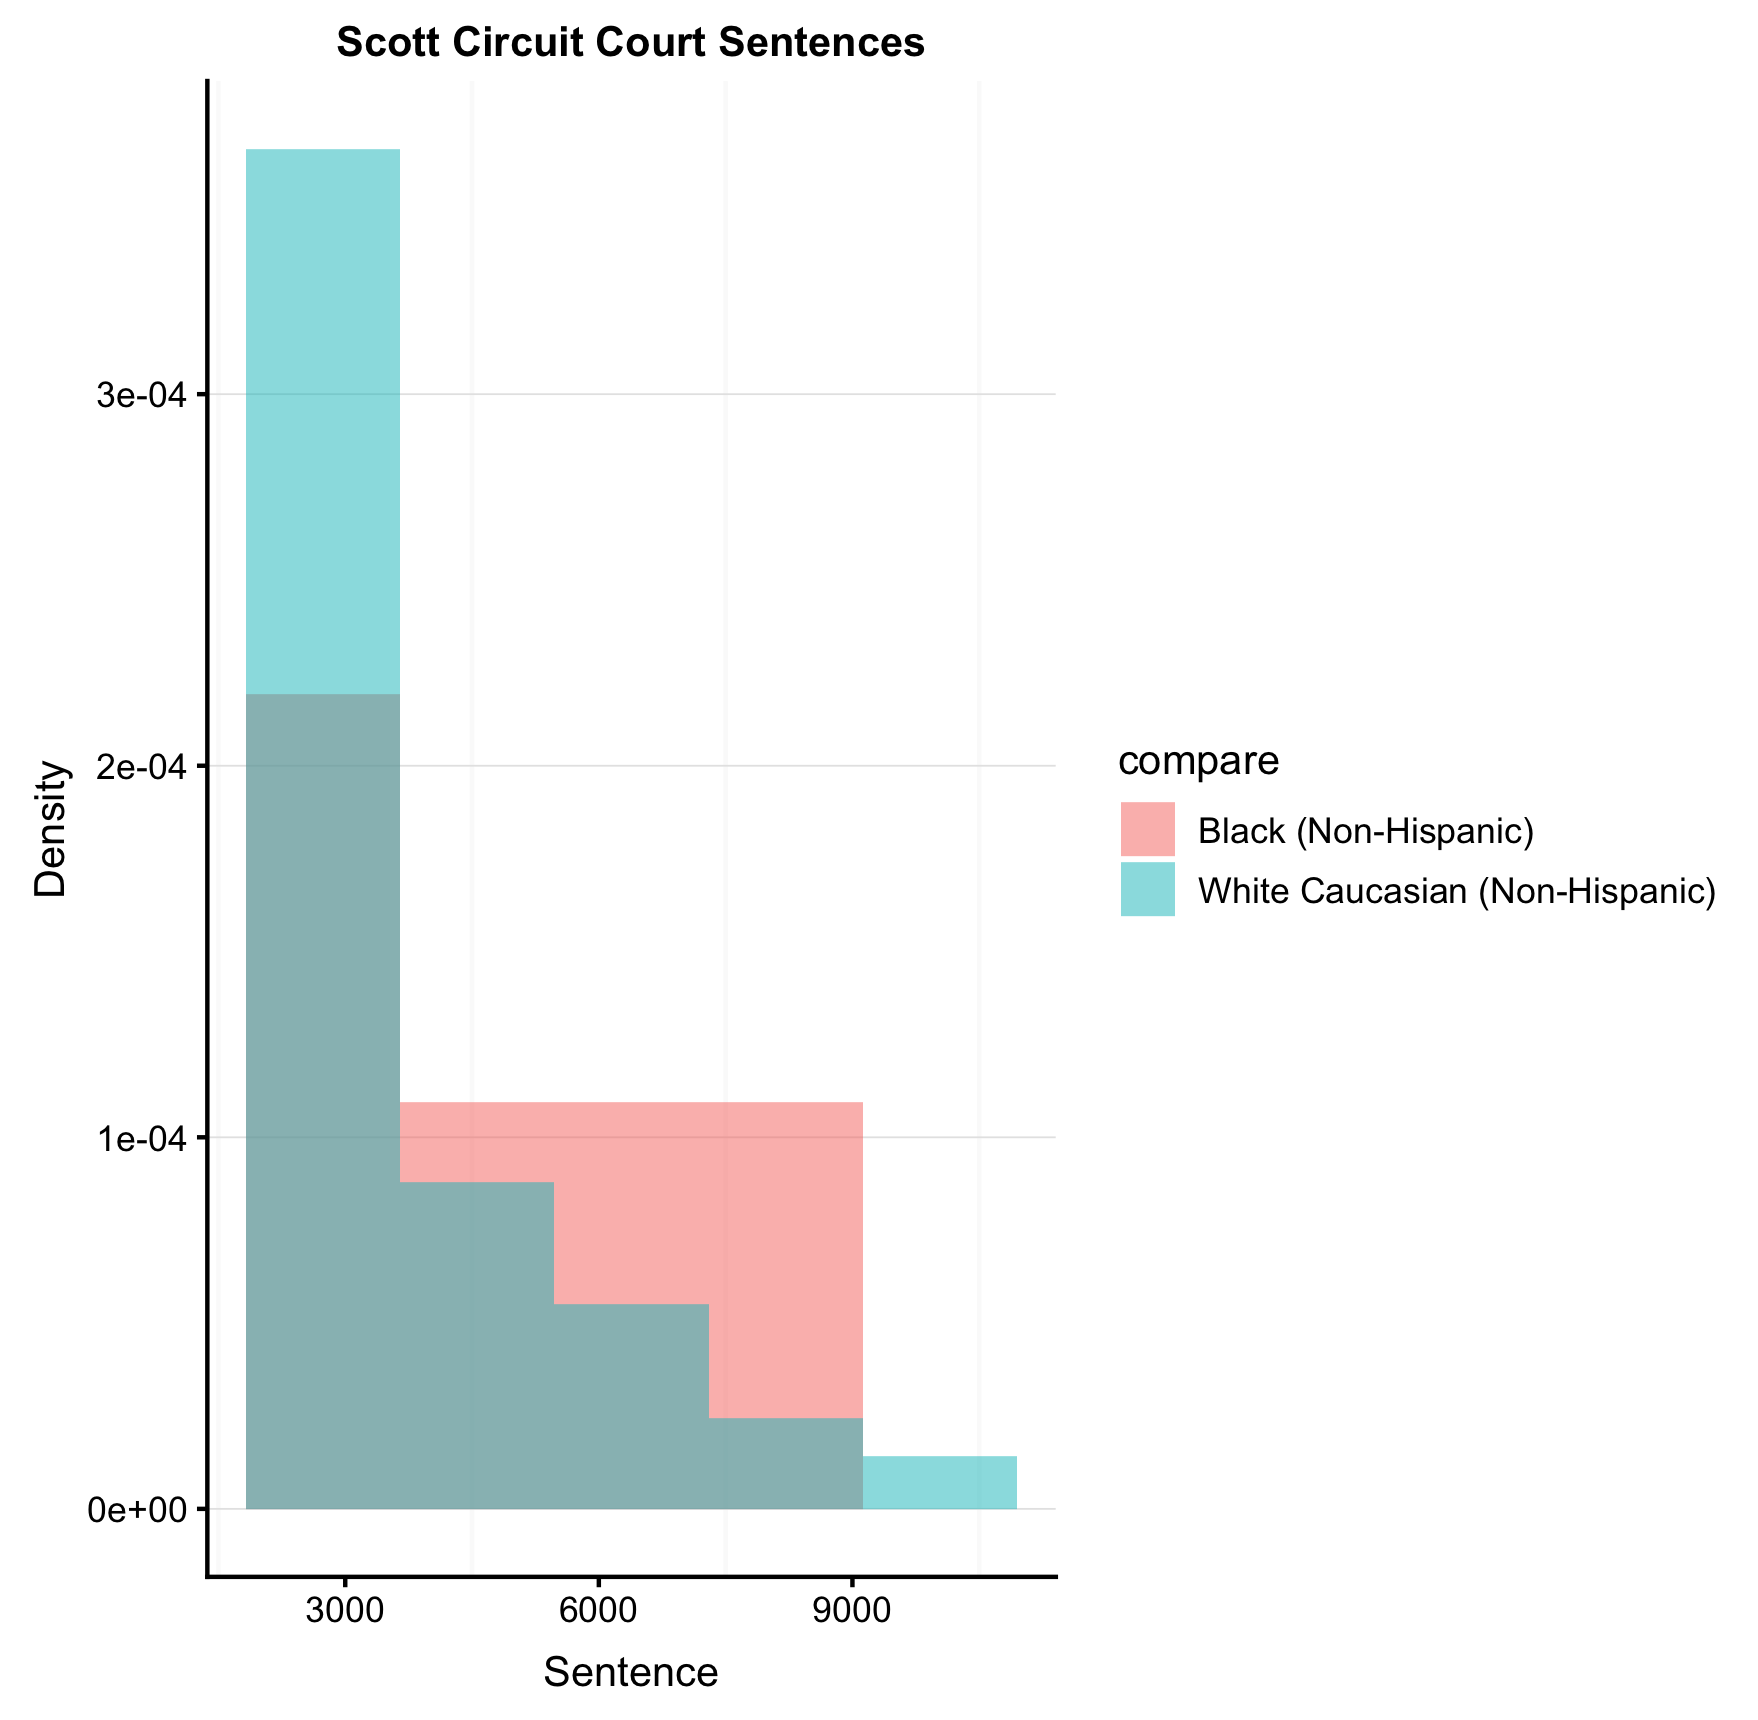 Scott Circuit Court Sentences
3e-04
2e-04
1e-04
0e+00
Density
3000 6000 9000
Sentence
compare
Black (Non-Hispanic)
White Caucasian (Non-Hispanic)